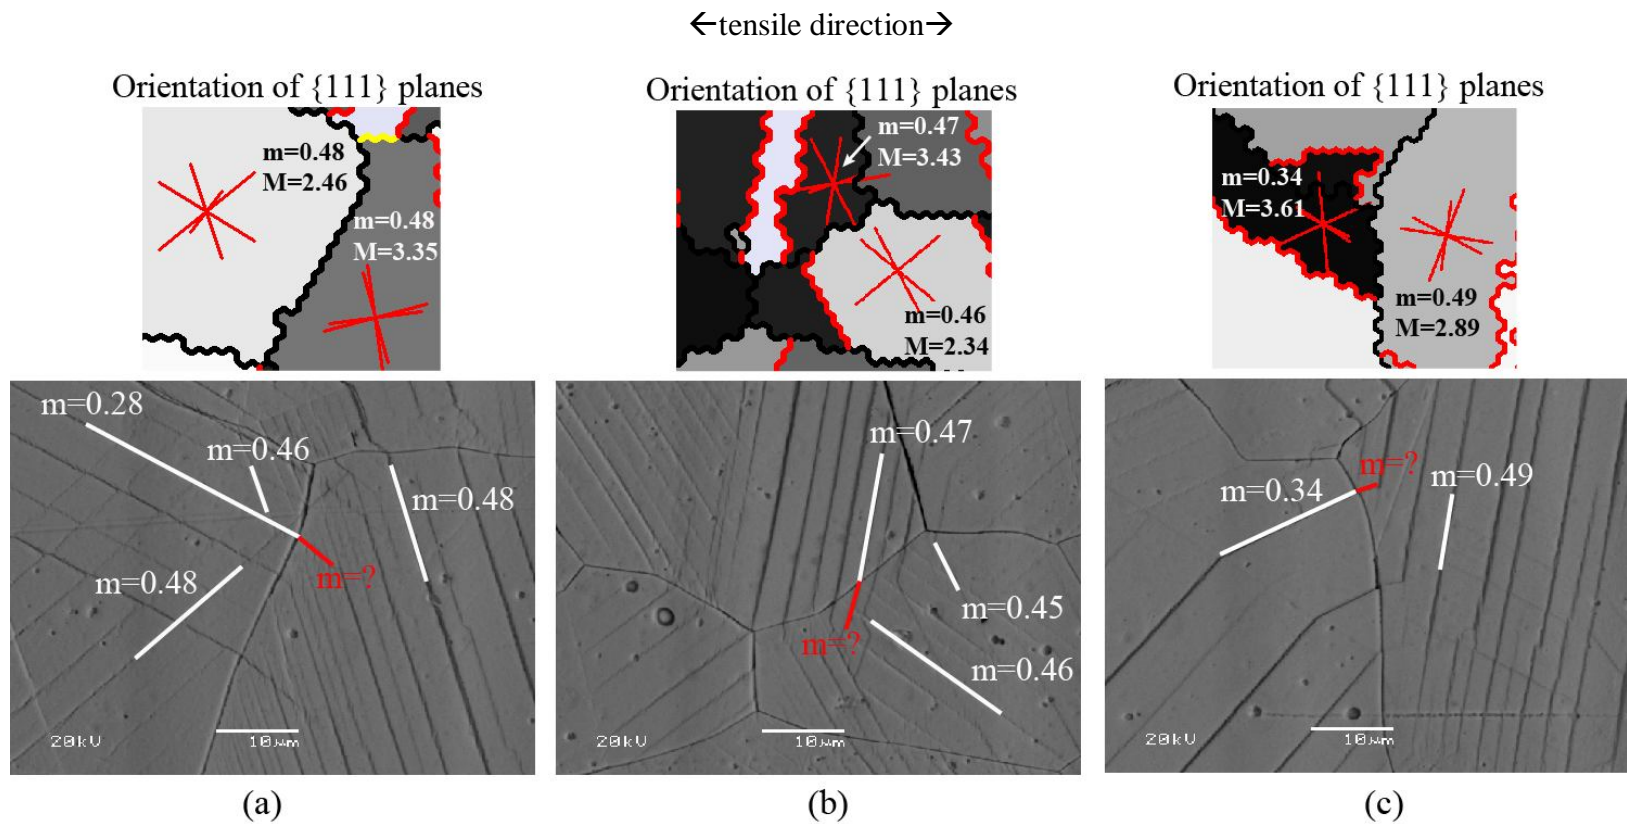 ←tensile direction→
Orientation of {111} planes
m=0.48
M=2.46
m=0.48
M=3.35
Orientation of {111} planes
m=0.47
M=3.43
m=0.46
M=2.34
Orientation of {111} planes
m=0.34
M=3.61
m=0.49
M=2.89
m=0.28
m=0.46
m=0.48
m=0.48
m=?
20kV
10μm
m=0.47
m=0.45
m=?
m=0.46
20kV
10μm
m=?
m=0.34
m=0.49
20kV
10μm
(a)
(b)
(c)